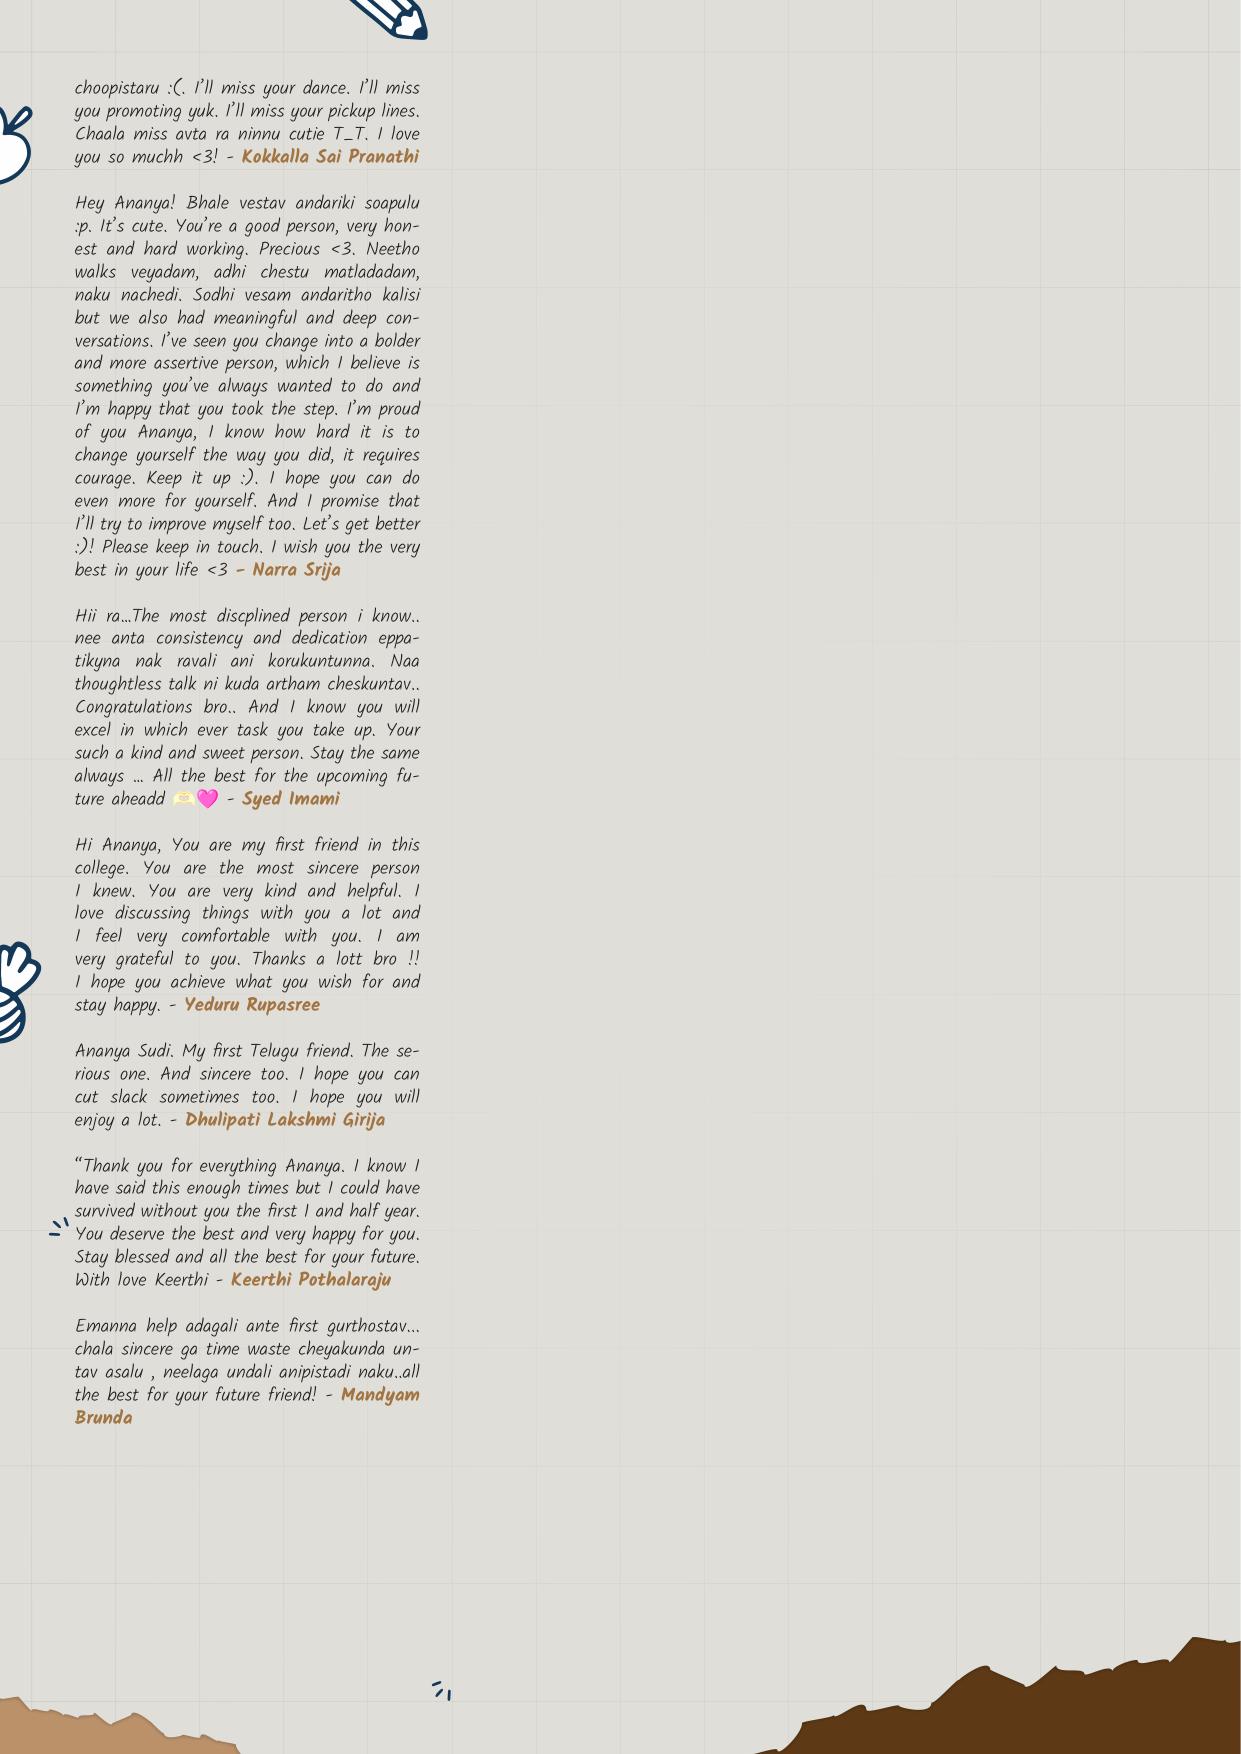 choopistaru :(. I’ll miss your dance. I’ll miss
you promoting yuk. I’ll miss your pickup lines.
Chaala miss avta ra ninnu cutie T_T. I love
you so muchh <3! - Kokkalla Sai Pranathi
Hey Ananya! Bhale vestav andariki soapulu
:p. It’s cute. You’re a good person, very hon-
est and hard working. Precious <3. Neetho
walks veyadam, adhi chestu matladadam,
naku nachedi. Sodhi vesam andaritho kalisi
but we also had meaningful and deep con-
versations. I’ve seen you change into a bolder
and more assertive person, which I believe is
something you’ve always wanted to do and
I’m happy that you took the step. I’m proud
of you Ananya, I know how hard it is to
change yourself the way you did, it requires
courage. Keep it up :). I hope you can do
even more for yourself. And I promise that
I’ll try to improve myself too. Let’s get better
:)! Please keep in touch. I wish you the very
best in your life <3 - Narra Srija
Hii ra...The most discplined person i know..
nee anta consistency and dedication eppa-
tikyna nak ravali ani korukuntunna. Naa
thoughtless talk ni kuda artham cheskuntav..
Congratulations bro.. And I know you will
excel in which ever task you take up. Your
such a kind and sweet person. Stay the same
always ... All the best for the upcoming fu-
ture aheadd 🫶🩷 - Syed Imami
Hi Ananya, You are my first friend in this
college. You are the most sincere person
I knew. You are very kind and helpful. I
love discussing things with you a lot and
I feel very comfortable with you. I am
very grateful to you. Thanks a lott bro !!
I hope you achieve what you wish for and
stay happy. - Yeduru Rupasree
Ananya Sudi. My first Telugu friend. The se-
rious one. And sincere too. I hope you can
cut slack sometimes too. I hope you will
enjoy a lot. - Dhulipati Lakshmi Girija
“Thank you for everything Ananya. I know I
have said this enough times but I could have
survived without you the first 1 and half year.
You deserve the best and very happy for you.
Stay blessed and all the best for your future.
With love Keerthi - Keerthi Pothalaraju
Emanna help adagali ante first gurthostav...
chala sincere ga time waste cheyakunda un-
tav asalu , neelaga undali anipistadi naku..all
the best for your future friend! - Mandyam
Brunda